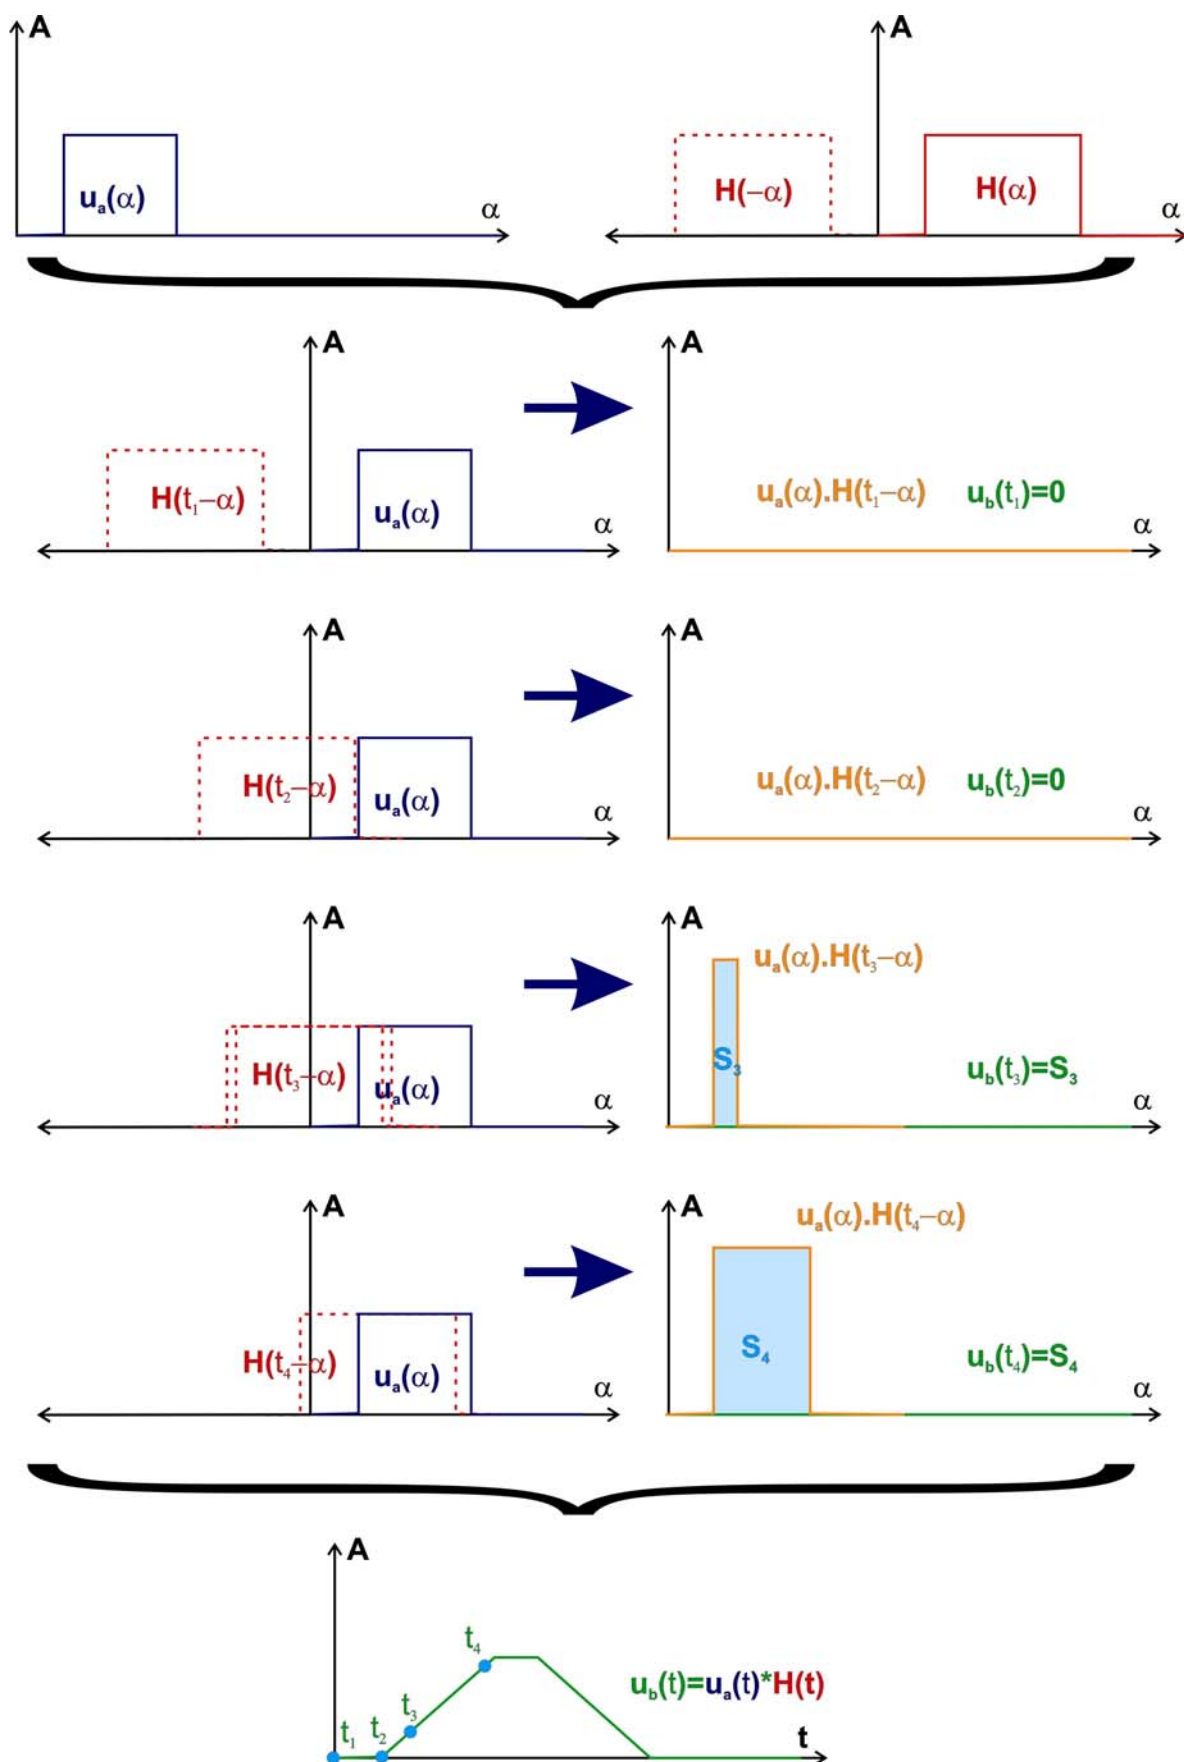 A A
uₐ(α) α H(−α) H(α) α
A A
H(t₁−α) uₐ(α) α uₐ(α).H(t₁−α) u_b(t₁)=0 α
A A
H(t₂−α) uₐ(α) α uₐ(α).H(t₂−α) u_b(t₂)=0 α
A A uₐ(α).H(t₃−α)
H(t₃−α) uₐ(α) α S₃ u_b(t₃)=S₃ α
A A uₐ(α).H(t₄−α)
H(t₄−α) uₐ(α) α S₄ u_b(t₄)=S₄ α
A
t₁ t₂ t₃ t₄ u_b(t)=uₐ(t)*H(t)
t